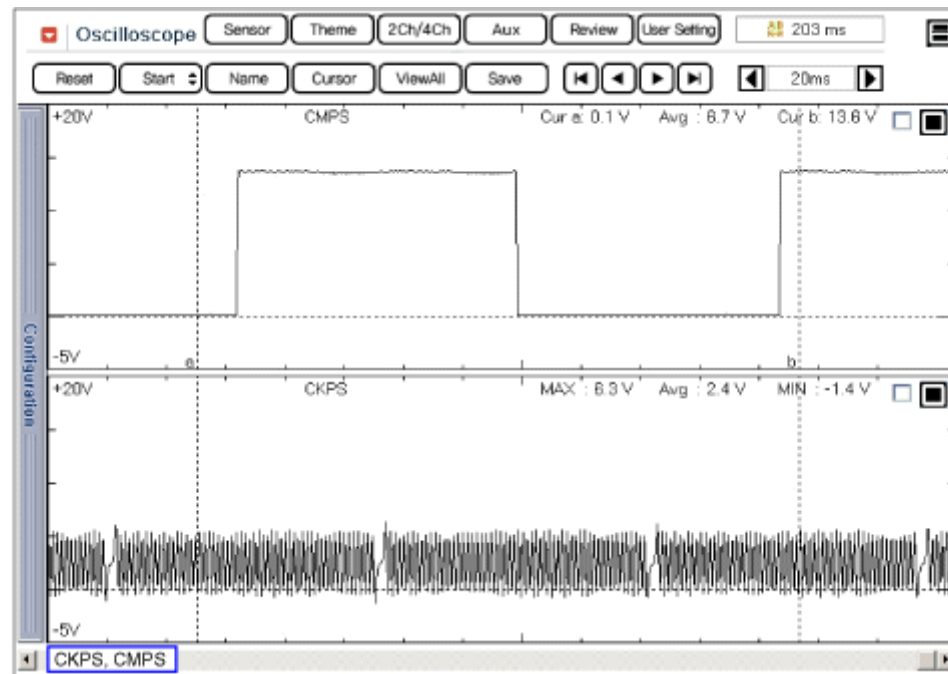 Oscilloscope Sensor Theme 2Ch/4Ch Aux Review User Setting 203 ms
Reset Start Name Cursor ViewAll Save 20ms
+20V CMPS Cur a: 0.1 V Avg : 6.7 V Cur b: 13.6 V
-5V a b
+20V CKPS MAX : 6.3 V Avg : 2.4 V MIN : -1.4 V
-5V
Configuration
CKPS, CMPS